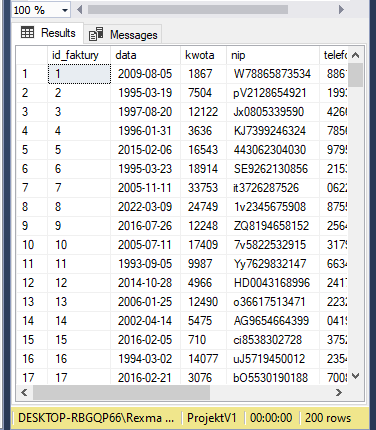 100 %
Results Messages
id_faktury data kwota nip telefo
1 1 2009-08-05 1867 W78865873534 886
2 2 1995-03-19 7504 pV2128654921 1993
3 3 1997-08-20 12122 Jx0805339590 4266
4 4 1996-01-31 3636 KJ7399246324 7856
5 5 2015-02-06 16543 443062304030 9795
6 6 1995-03-23 18914 SE9262130856 2153
7 7 2005-11-11 33753 it3726287526 0622
8 8 2022-03-09 24749 1v2345675908 8755
9 9 2016-07-26 12248 ZQ8194658152 2564
10 10 2005-07-11 17409 7v5822532915 3179
11 11 1993-09-05 9987 Yy7629832147 6634
12 12 2014-10-28 4966 HD0043168996 2417
13 13 2006-01-25 12490 o36617513471 2232
14 14 2002-04-14 5475 AG9654664399 0419
15 15 2016-02-05 710 ci8538302728 3752
16 16 1994-03-02 14077 uJ5719450012 2354
17 17 2016-02-21 3076 bO5530190188 7008
DESKTOP-RBGQP66\Rexma ... ProjektV1 00:00:00 200 rows